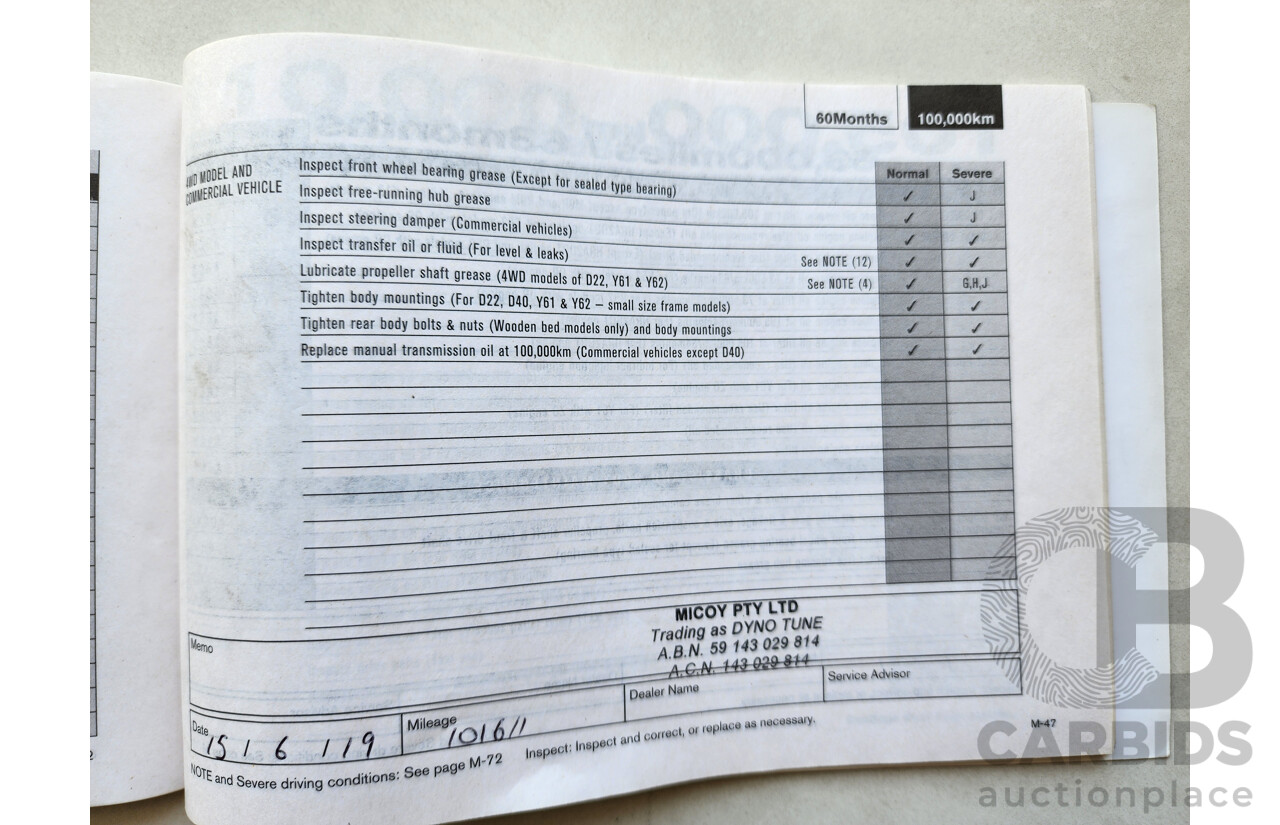 60Months 100,000km
4WD MODEL AND
COMMERCIAL VEHICLE
Normal Severe
Inspect front wheel bearing grease (Except for sealed type bearing) ✓ J
Inspect free-running hub grease ✓ J
Inspect steering damper (Commercial vehicles) ✓ ✓
Inspect transfer oil or fluid (For level & leaks) See NOTE (12) ✓ ✓
Lubricate propeller shaft grease (4WD models of D22, Y61 & Y62) See NOTE (4) ✓ G,H,J
Tighten body mountings (For D22, D40, Y61 & Y62 – small size frame models) ✓ ✓
Tighten rear body bolts & nuts (Wooden bed models only) and body mountings ✓ ✓
Replace manual transmission oil at 100,000km (Commercial vehicles except D40) ✓ ✓
Memo
MICOY PTY LTD
Trading as DYNO TUNE
A.B.N. 59 143 029 814
A.C.N. 143 029 814
Date 15 / 6 / 19
Mileage 101611
Dealer Name
Service Advisor
NOTE and Severe driving conditions: See page M-72 Inspect: Inspect and correct, or replace as necessary.
M-47
CARBIDS
auctionplace